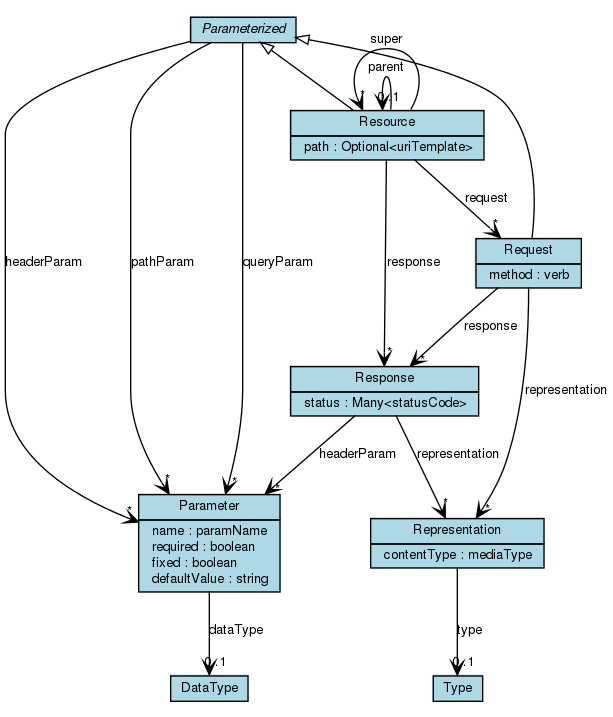 Parameterized
super
parent
*
0..1
Resource
path : Optional<uriTemplate>
request
*
Request
method : verb
headerParam
pathParam
queryParam
response
response
*
*
Response
status : Many<statusCode>
representation
headerParam
representation
*
*
*
*
*
*
Parameter
name : paramName
required : boolean
fixed : boolean
defaultValue : string
Representation
contentType : mediaType
dataType
type
0..1
0..1
DataType
Type